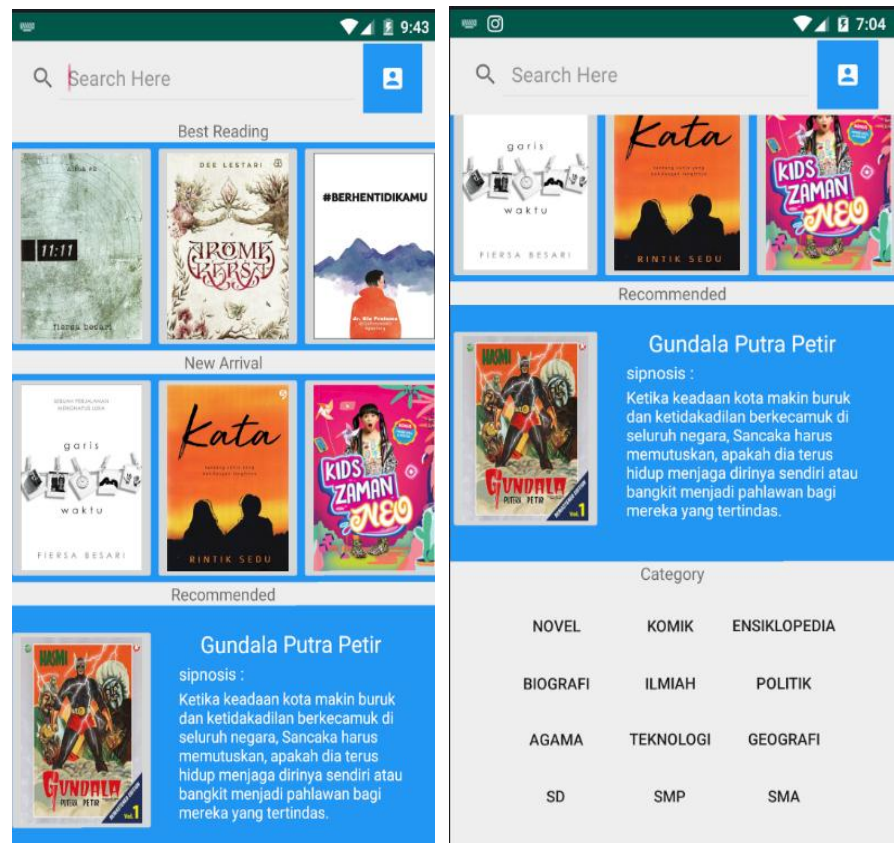 9:43
Search Here
Best Reading
11:11
fiersa besari
DEE LESTARI
AROMA
KARSA
#BERHENTIDIKAMU
New Arrival
SEBUAH PERJALANAN
MENGHAPUS LUKA
garis
waktu
FIERSA BESARI
Kata
RINTIK SEDU
KIDS
ZAMAN
NEO
Recommended
HASMI
GUNDALA
PUTRA PETIR
Vol.1
Gundala Putra Petir
sipnosis :
Ketika keadaan kota makin buruk
dan ketidakadilan berkecamuk di
seluruh negara, Sancaka harus
memutuskan, apakah dia terus
hidup menjaga dirinya sendiri atau
bangkit menjadi pahlawan bagi
mereka yang tertindas.
7:04
Search Here
garis
waktu
FIERSA BESARI
Kata
RINTIK SEDU
KIDS
ZAMAN
NEO
Recommended
HASMI
GUNDALA
PUTRA PETIR
Vol.1
Gundala Putra Petir
sipnosis :
Ketika keadaan kota makin buruk
dan ketidakadilan berkecamuk di
seluruh negara, Sancaka harus
memutuskan, apakah dia terus
hidup menjaga dirinya sendiri atau
bangkit menjadi pahlawan bagi
mereka yang tertindas.
Category
NOVEL KOMIK ENSIKLOPEDIA
BIOGRAFI ILMIAH POLITIK
AGAMA TEKNOLOGI GEOGRAFI
SD SMP SMA